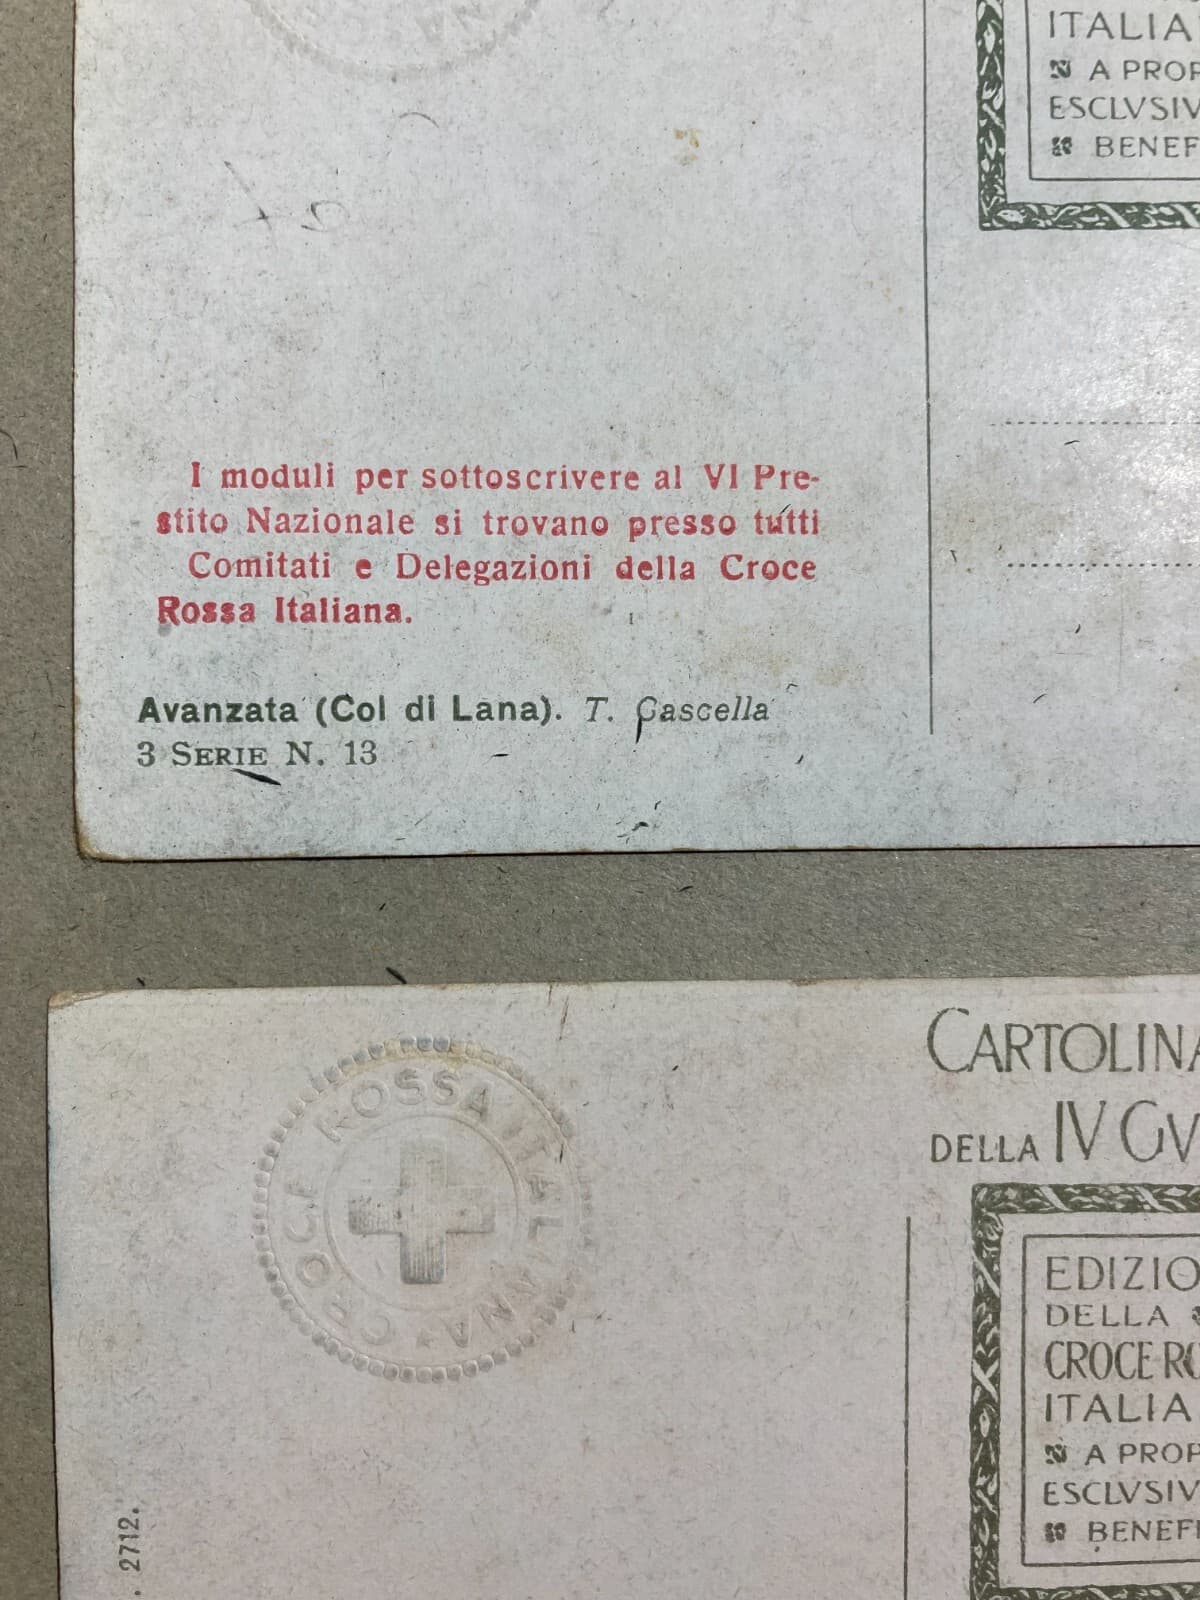 ITALIA
A PROP
ESCLVSIV
BENEF
I moduli per sottoscrivere al VI Pre-
stito Nazionale si trovano presso tutti
Comitati e Delegazioni della Croce
Rossa Italiana.
Avanzata (Col di Lana). T. Cascella
3 SERIE N. 13
CARTOLINA
DELLA IV GV
CROCE ROSSA ITALIANA
EDIZIO
DELLA
CROCE RO
ITALIA
A PROP
ESCLVSIV
BENEFI
. 2712.